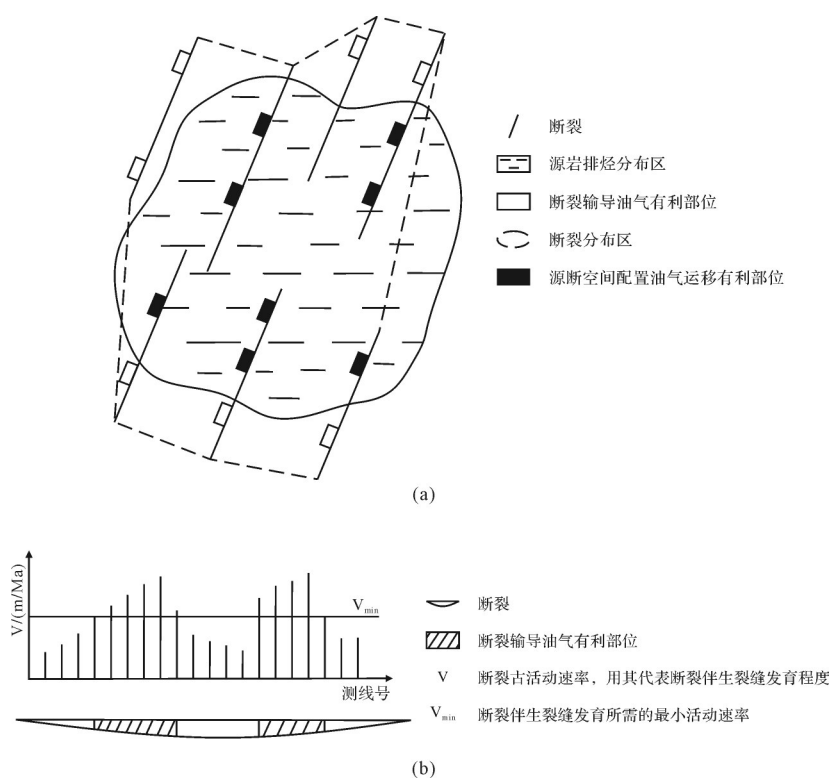 断裂
源岩排烃分布区
断裂输导油气有利部位
断裂分布区
源断空间配置油气运移有利部位
(a)
V/(m/Ma)
Vmin
测线号
断裂
断裂输导油气有利部位
V 断裂古活动速率，用其代表断裂伴生裂缝发育程度
Vmin 断裂伴生裂缝发育所需的最小活动速率
(b)